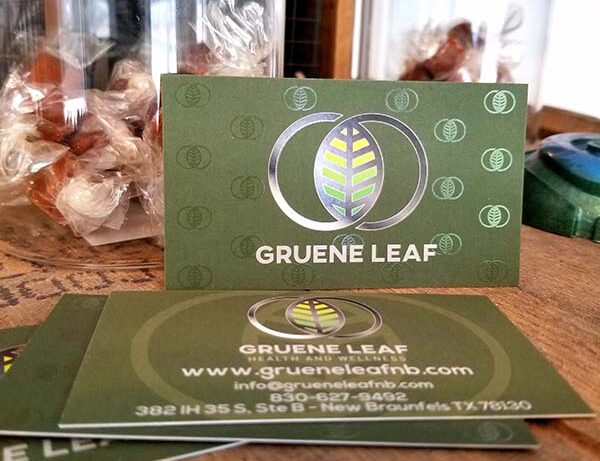 GRUENE LEAF
GRUENE LEAF
HEALTH AND WELLNESS
www.grueneleafnb.com
info@grueneleafnb.com
830-627-9492
382 IH 35 S. Ste B - New Braunfels TX 78130
LEAF